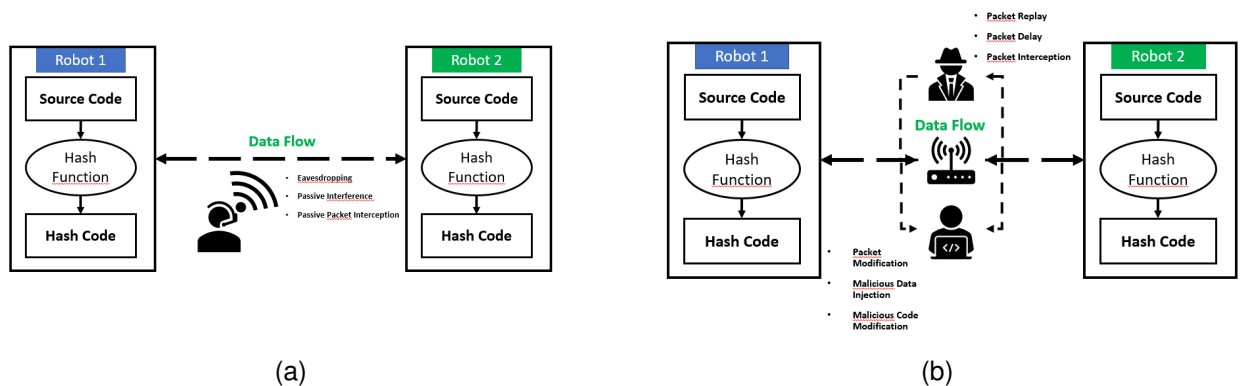 Robot 1
Source Code
Hash
Function
Hash Code
Data Flow
• Eavesdropping
• Passive Interference
• Passive Packet Interception
Robot 2
Source Code
Hash
Function
Hash Code
(a)
Robot 1
Source Code
Hash
Function
Hash Code
• Packet Replay
• Packet Delay
• Packet Interception
Data Flow
</>
• Packet
Modification
• Malicious Data
Injection
• Malicious Code
Modification
Robot 2
Source Code
Hash
Function
Hash Code
(b)